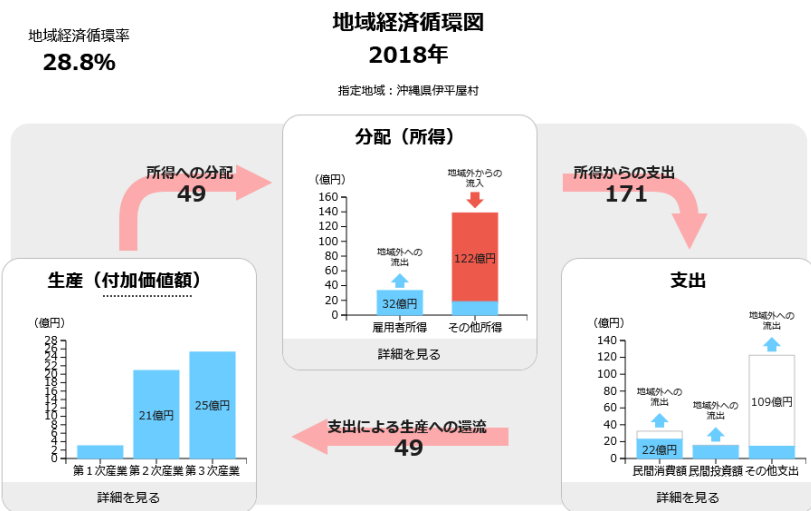 地域経済循環図
2018年
地域経済循環率
28.8%
指定地域：沖縄県伊平屋村
分配（所得）
所得への分配
49
所得からの支出
171
（億円）
160
140
120
100
80
60
40
20
0
地域外への
流出
32億円
雇用者所得
地域外からの
流入
122億円
その他所得
詳細を見る
生産（付加価値額）
（億円）
28
26
24
22
20
18
16
14
12
10
8
6
4
2
0
21億円
25億円
第１次産業 第２次産業 第３次産業
詳細を見る
支出による生産への還流
49
支出
（億円）
140
120
100
80
60
40
20
0
地域外への
流出
22億円
地域外への
流出
地域外への
流出
109億円
民間消費額 民間投資額 その他支出
詳細を見る